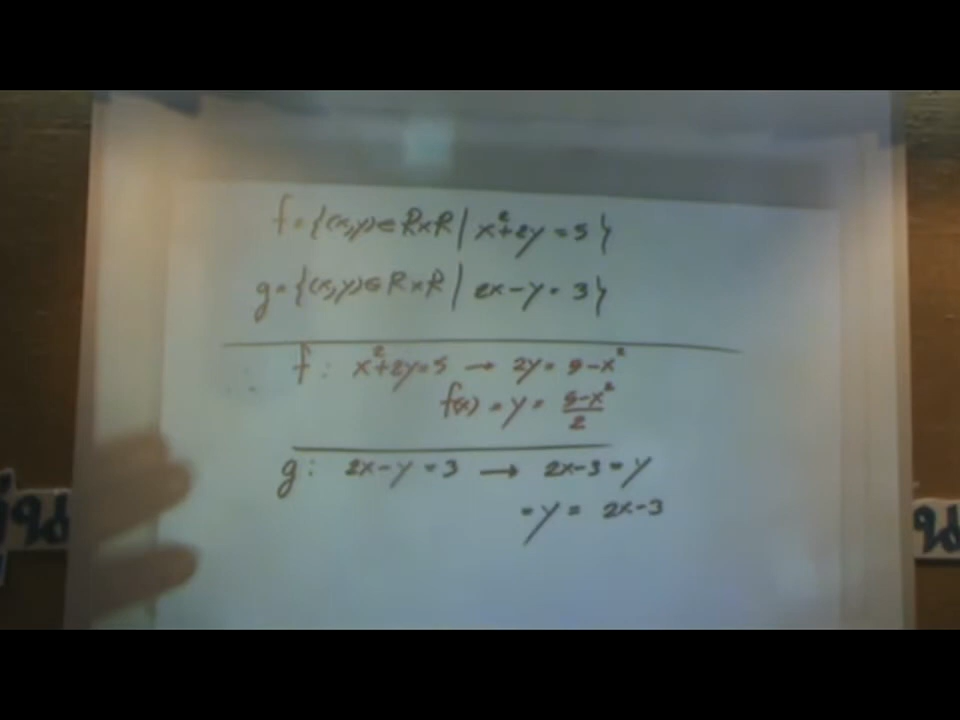 f = {(x,y) ∈ R×R | x²+2y = 5}
g = {(x,y) ∈ R×R | 2x-y = 3}
f : x²+2y=5 → 2y = 5-x²
f(x) = y = 5-x²/2
g : 2x-y=3 → 2x-3=y
=y = 2x-3